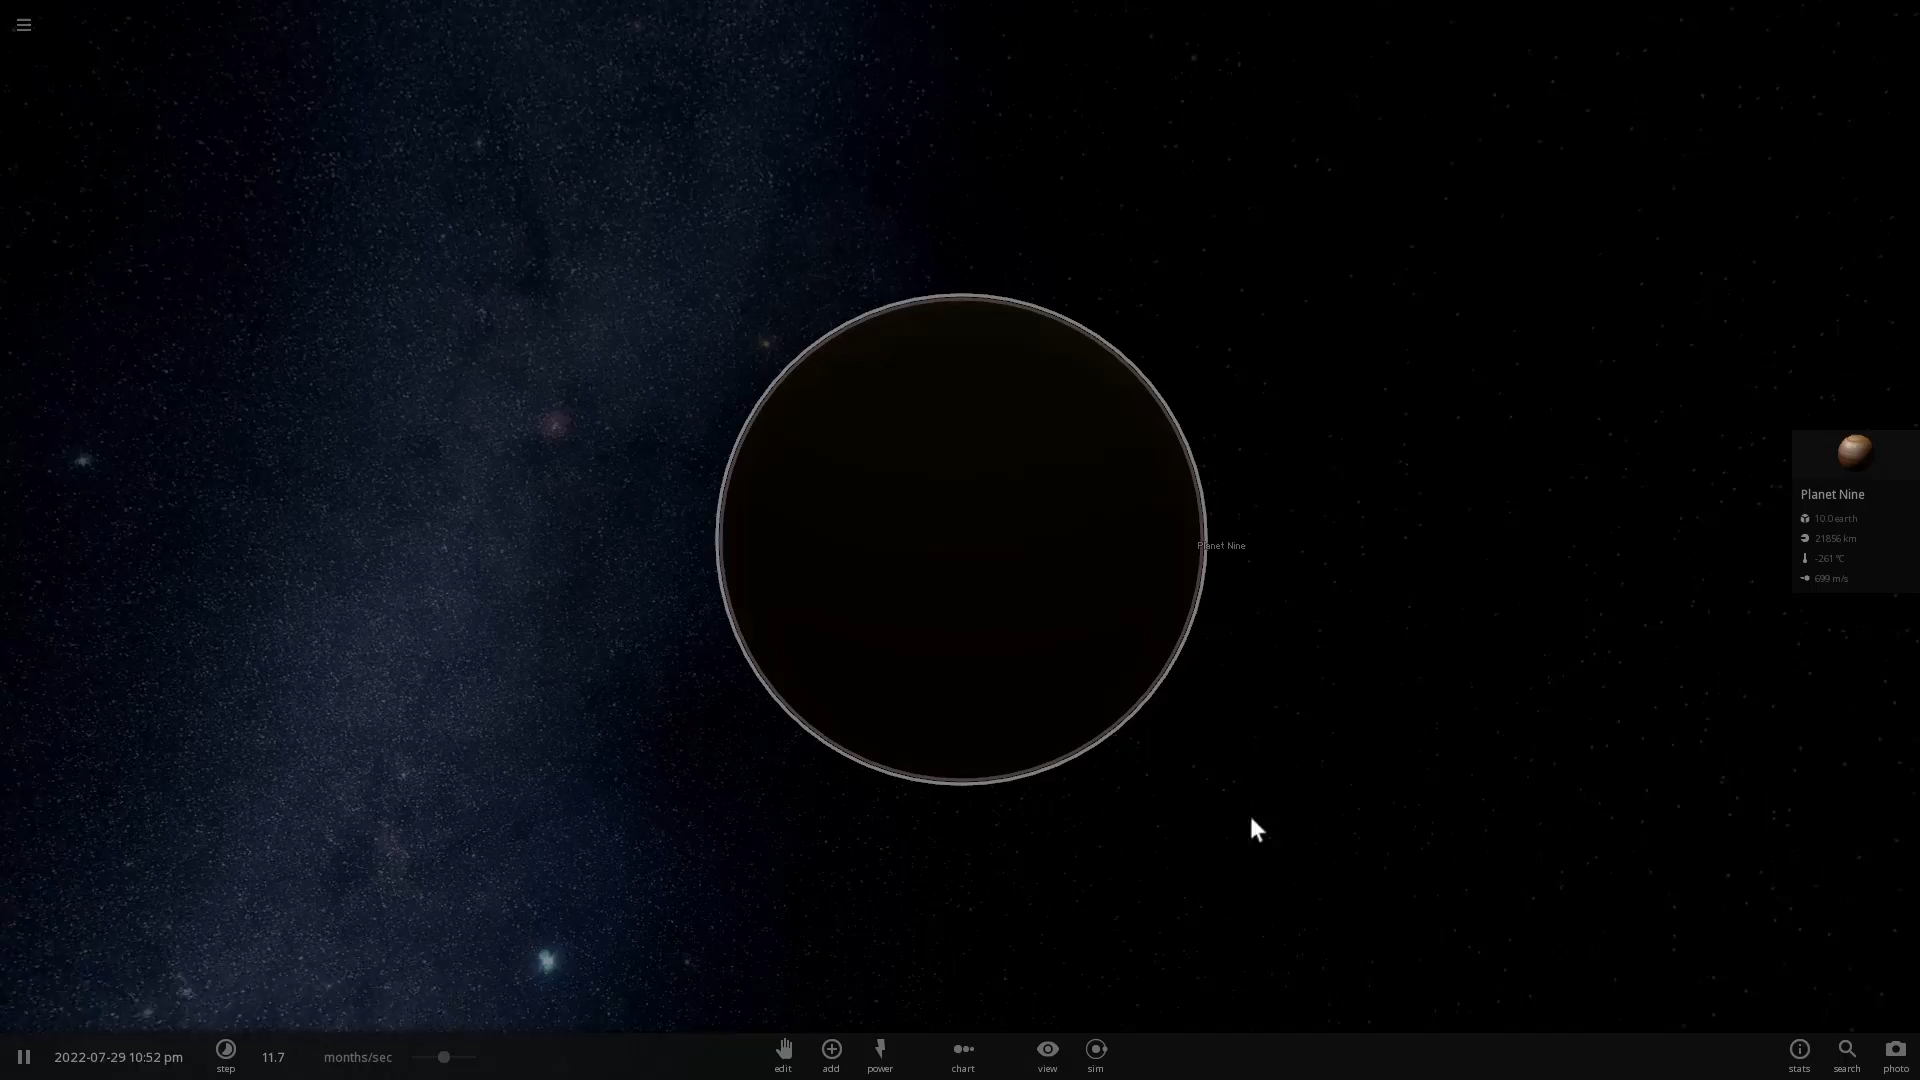 Planet Nine
Planet Nine
10.0 earth
21856 km
-261 °C
699 m/s
2022-07-29 10:52 pm
step
11.7
months/sec
edit
add
power
chart
view
sim
stats
search
photo